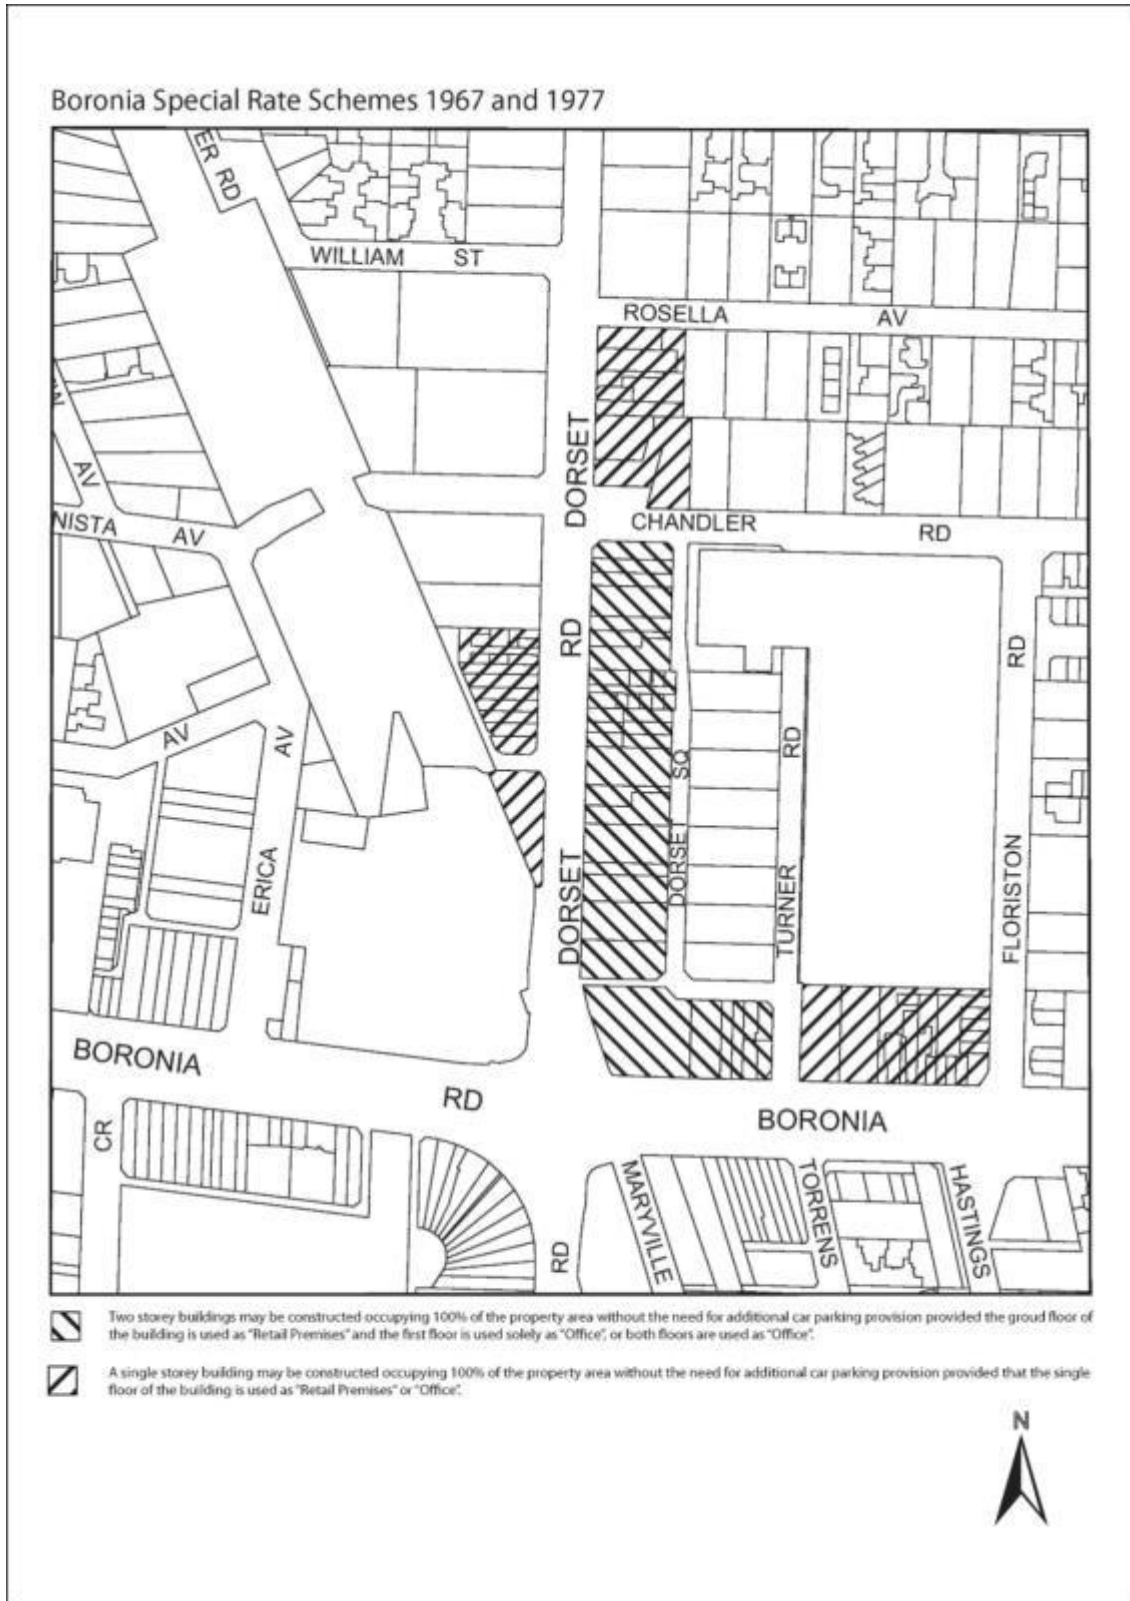 Boronia Special Rate Schemes 1967 and 1977
ER RD
WILLIAM ST
ROSELLA AV
DORSET
AV
NISTA AV
CHANDLER RD
RD
RD
AV
AV
SQ
RD
DORSET
DORSET
ERICA
TURNER
FLORISTON
BORONIA
RD
BORONIA
CR
MARYVILLE
TORRENS
HASTINGS
RD
Two storey buildings may be constructed occupying 100% of the property area without the need for additional car parking provision provided the groud floor of
the building is used as "Retail Premises" and the first floor is used solely as "Office", or both floors are used as "Office".
A single storey building may be constructed occupying 100% of the property area without the need for additional car parking provision provided that the single
floor of the building is used as "Retail Premises" or "Office".
N